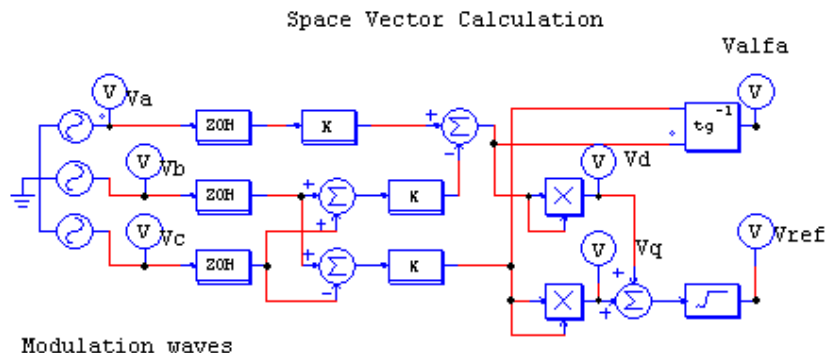 Space Vector Calculation
Valfa
V
V
Va
ZOH
K
+
Σ
-
tg
-1
V
Vb
V
Vd
ZOH
+
Σ
+
K
V
Vc
V
Vq
V
Vref
ZOH
+
Σ
-
K
+
Σ
+
Modulation waves